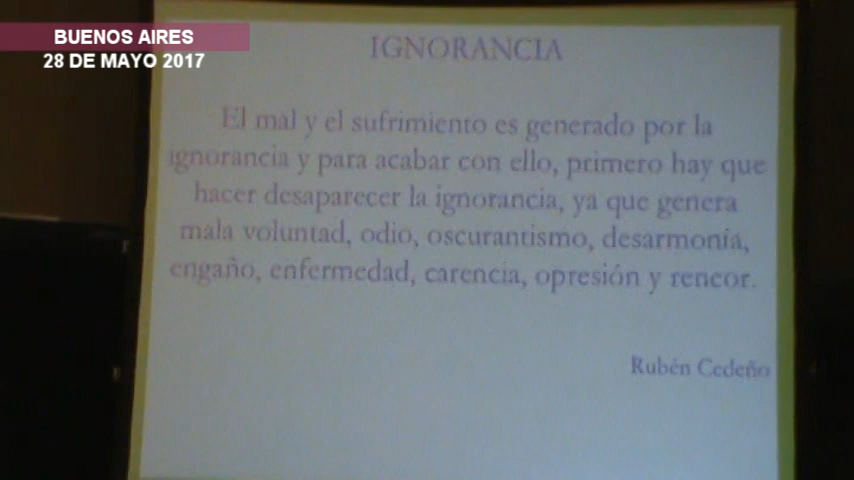 BUENOS AIRES
28 DE MAYO 2017
IGNORANCIA
El mal y el sufrimiento es generado por la
ignorancia y para acabar con ello, primero hay que
hacer desaparecer la ignorancia, ya que genera
mala voluntad, odio, oscurantismo, desarmonía,
engaño, enfermedad, carencia, opresión y rencor.
Rubén Cedeño